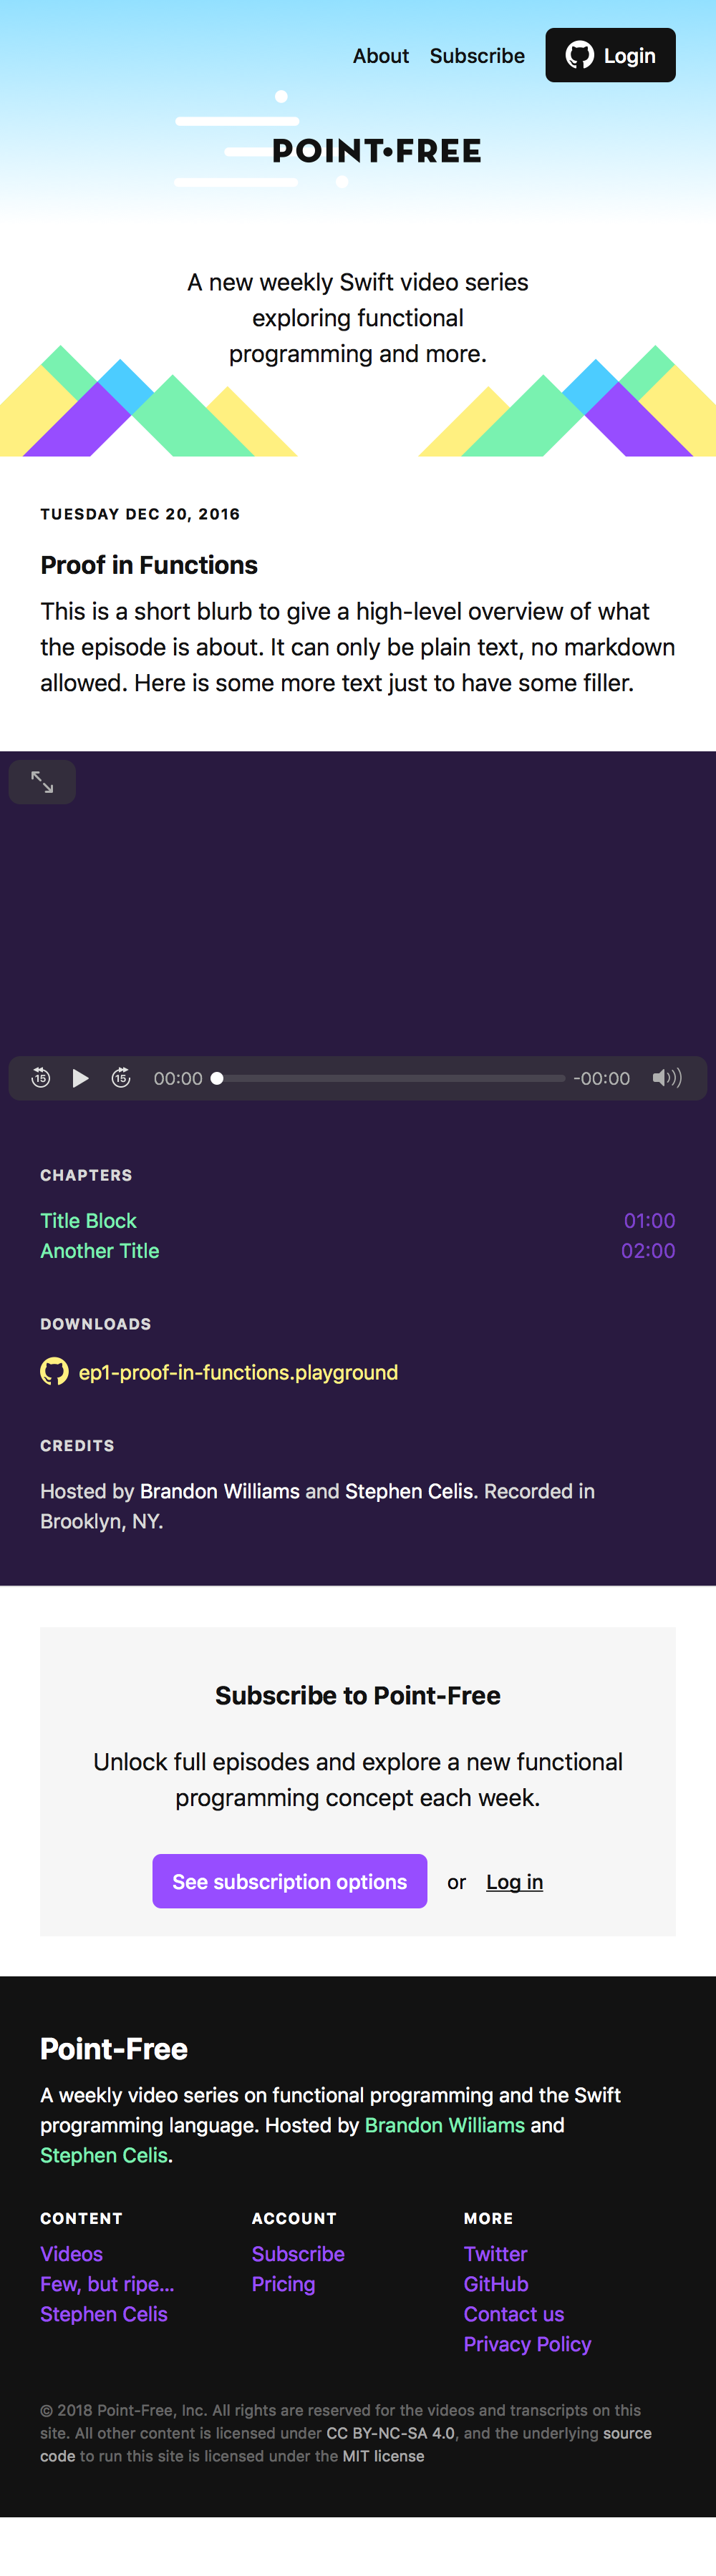 About Subscribe Login
POINT•FREE
A new weekly Swift video series
exploring functional
programming and more.
TUESDAY DEC 20, 2016
Proof in Functions
This is a short blurb to give a high-level overview of what
the episode is about. It can only be plain text, no markdown
allowed. Here is some more text just to have some filler.
15 15 00:00 -00:00
CHAPTERS
Title Block 01:00
Another Title 02:00
DOWNLOADS
ep1-proof-in-functions.playground
CREDITS
Hosted by Brandon Williams and Stephen Celis. Recorded in
Brooklyn, NY.
Subscribe to Point-Free
Unlock full episodes and explore a new functional
programming concept each week.
See subscription options or Log in
Point-Free
A weekly video series on functional programming and the Swift
programming language. Hosted by Brandon Williams and
Stephen Celis.
CONTENT ACCOUNT MORE
Videos Subscribe Twitter
Few, but ripe... Pricing GitHub
Stephen Celis Contact us
Privacy Policy
© 2018 Point-Free, Inc. All rights are reserved for the videos and transcripts on this
site. All other content is licensed under CC BY-NC-SA 4.0, and the underlying source
code to run this site is licensed under the MIT license